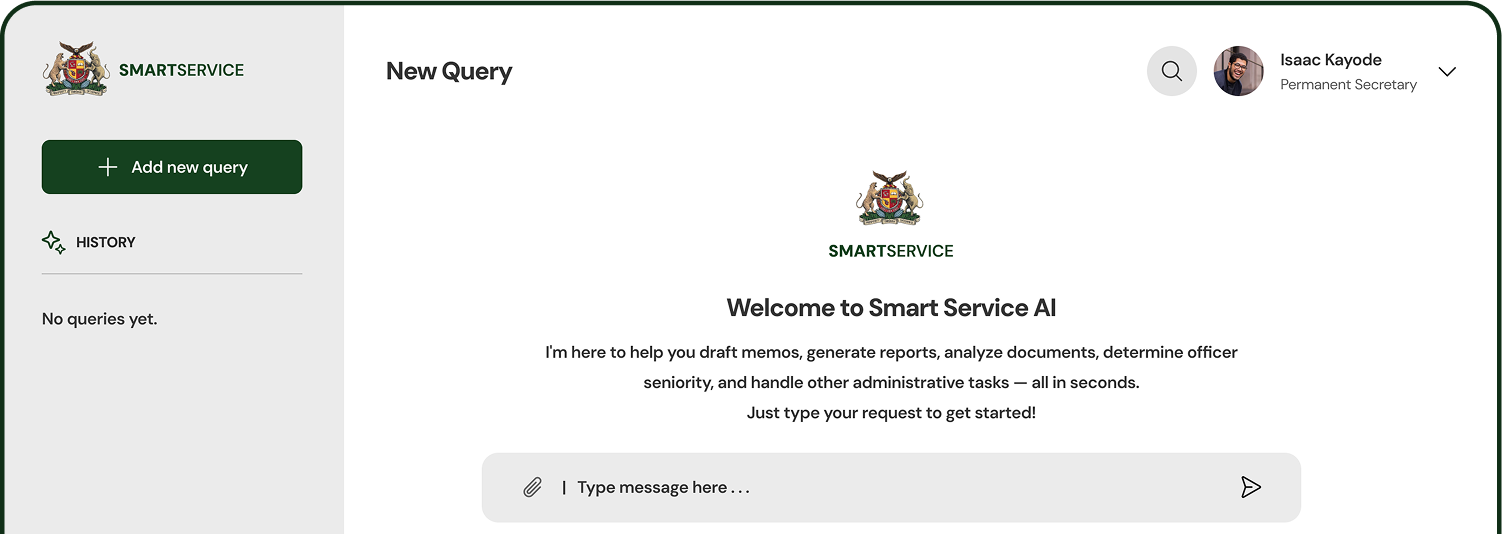 SMARTSERVICE
Add new query
HISTORY
No queries yet.
New Query
Isaac Kayode
Permanent Secretary
SMARTSERVICE
Welcome to Smart Service AI
I'm here to help you draft memos, generate reports, analyze documents, determine officer
seniority, and handle other administrative tasks — all in seconds.
Just type your request to get started!
Type message here . . .